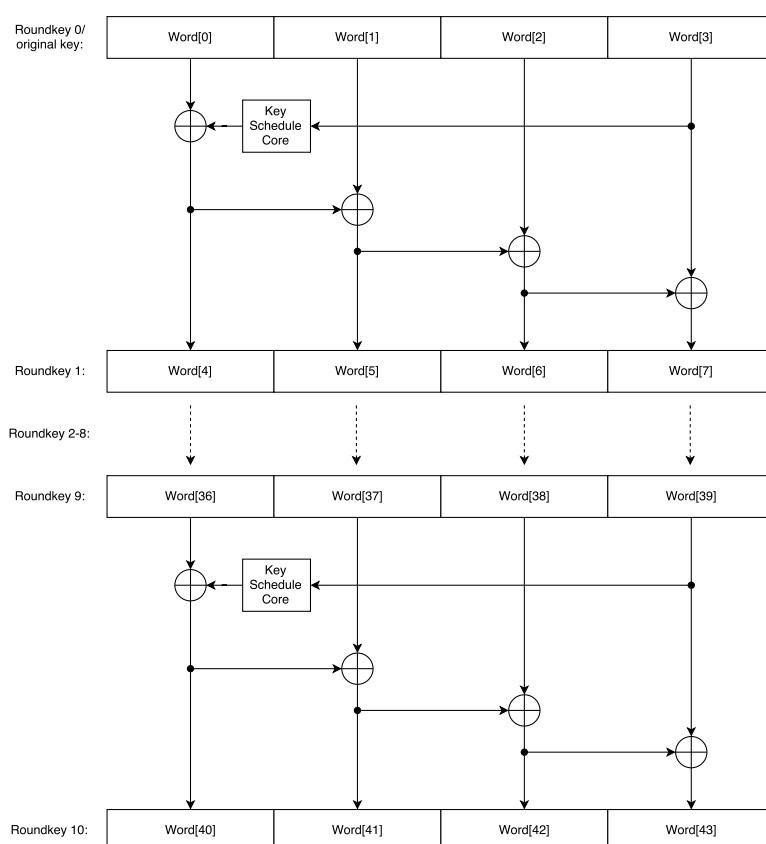 Roundkey 0/
original key:
Word[0] Word[1] Word[2] Word[3]
Key
Schedule
Core
Roundkey 1:
Word[4] Word[5] Word[6] Word[7]
Roundkey 2-8:
Roundkey 9:
Word[36] Word[37] Word[38] Word[39]
Key
Schedule
Core
Roundkey 10:
Word[40] Word[41] Word[42] Word[43]